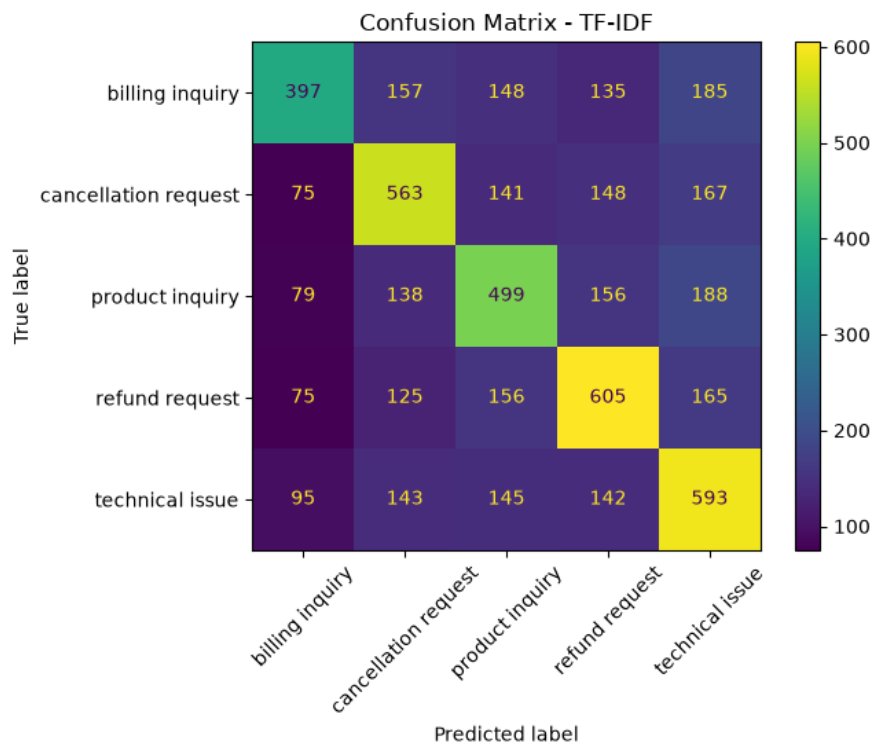 Confusion Matrix - TF-IDF
True label
billing inquiry 397 157 148 135 185
cancellation request 75 563 141 148 167
product inquiry 79 138 499 156 188
refund request 75 125 156 605 165
technical issue 95 143 145 142 593
billing inquiry cancellation request product inquiry refund request technical issue
Predicted label
600
500
400
300
200
100